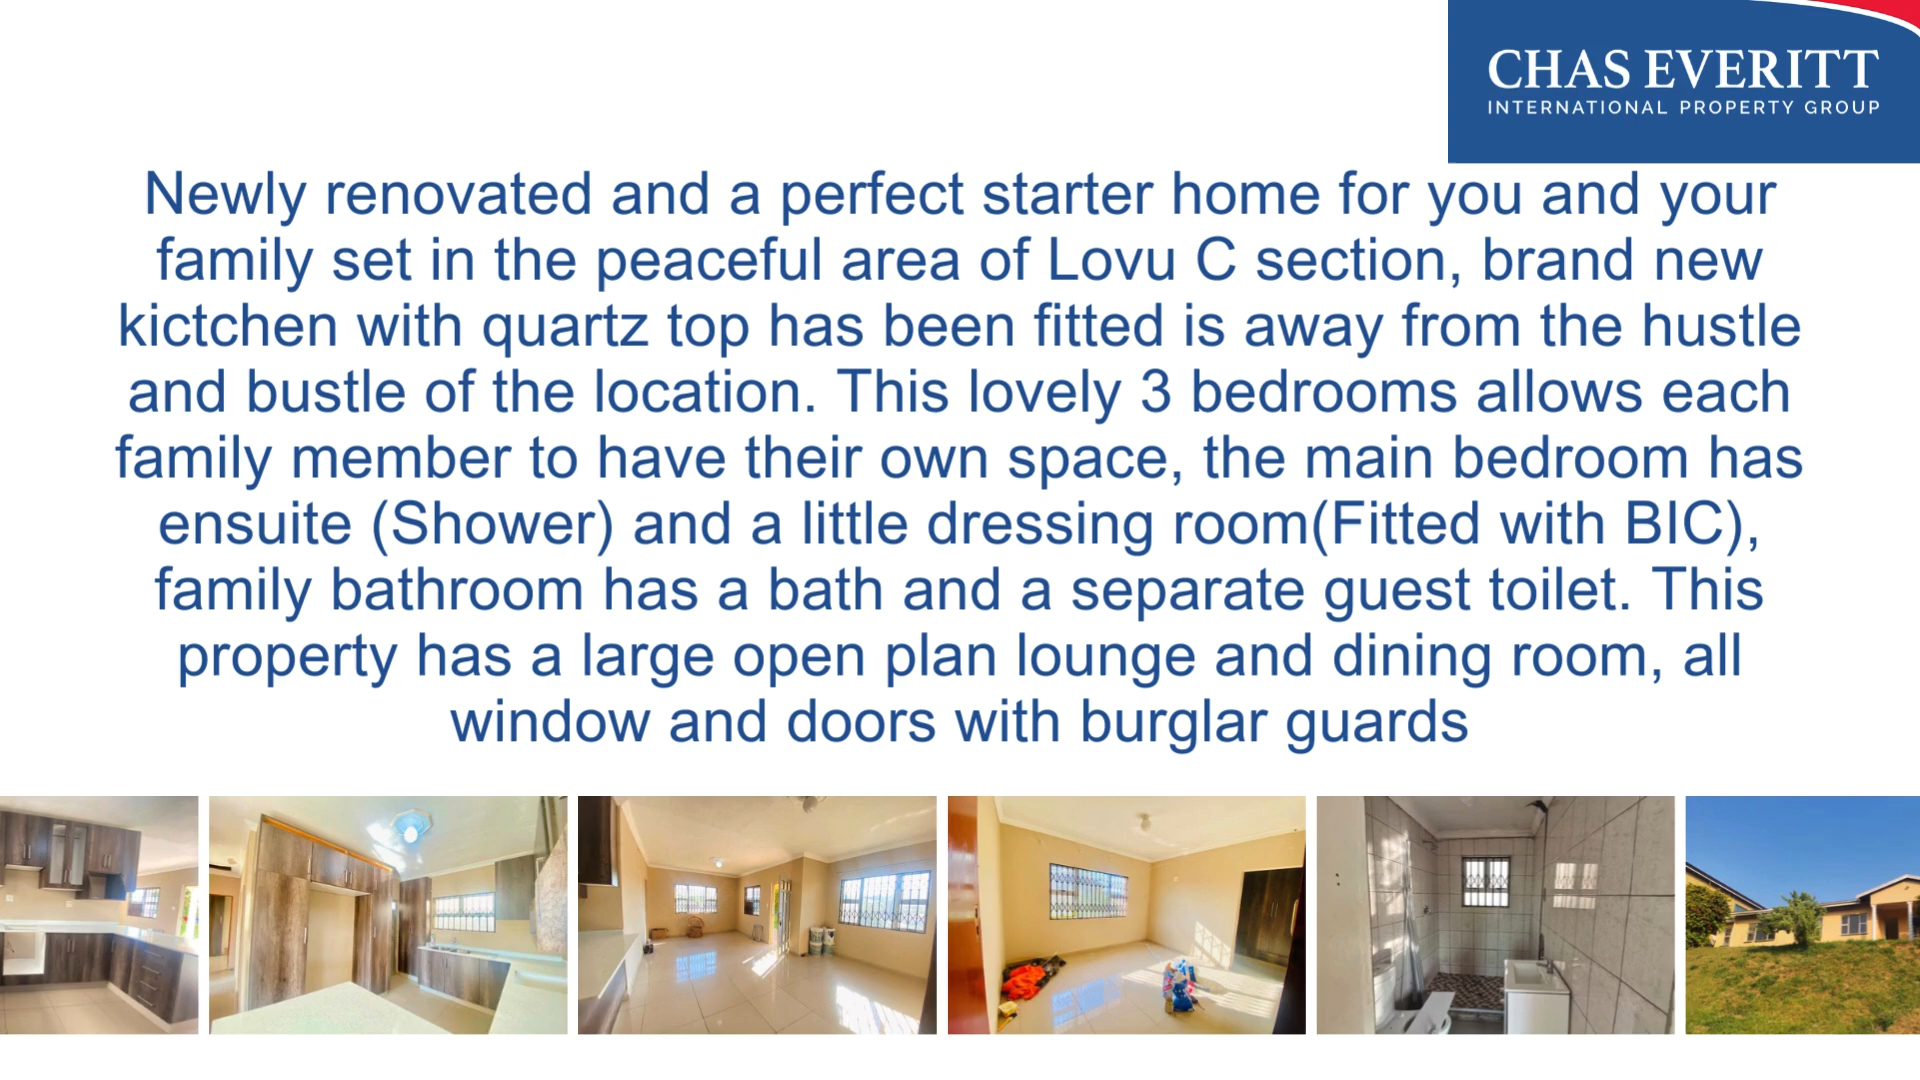 CHAS EVERITT
INTERNATIONAL PROPERTY GROUP
Newly renovated and a perfect starter home for you and your
family set in the peaceful area of Lovu C section, brand new
kictchen with quartz top has been fitted is away from the hustle
and bustle of the location. This lovely 3 bedrooms allows each
family member to have their own space, the main bedroom has
ensuite (Shower) and a little dressing room(Fitted with BIC),
family bathroom has a bath and a separate guest toilet. This
property has a large open plan lounge and dining room, all
window and doors with burglar guards